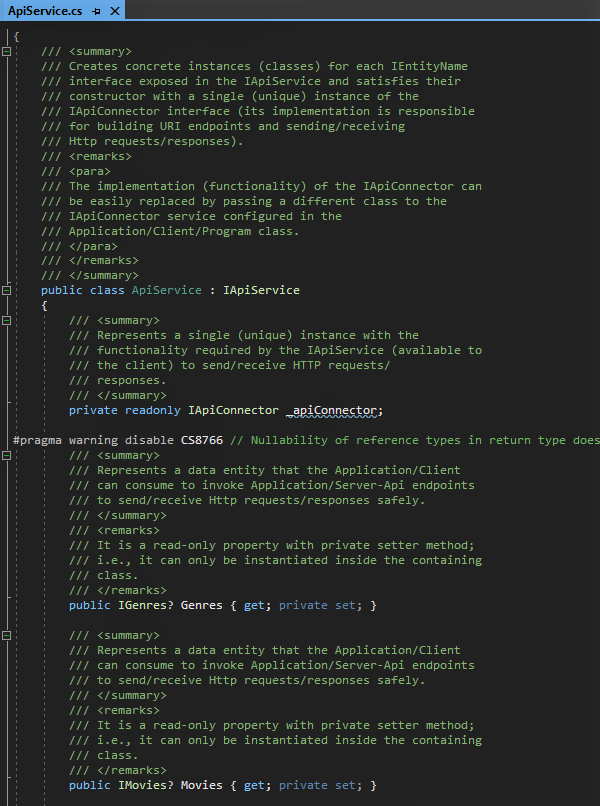 ApiService.cs
{
/// <summary>
/// Creates concrete instances (classes) for each IEntityName
/// interface exposed in the IApiService and satisfies their
/// constructor with a single (unique) instance of the
/// IApiConnector interface (its implementation is responsible
/// for building URI endpoints and sending/receiving
/// Http requests/responses).
/// <remarks>
/// <para>
/// The implementation (functionality) of the IApiConnector can
/// be easily replaced by passing a different class to the
/// IApiConnector service configured in the
/// Application/Client/Program class.
/// </para>
/// </remarks>
/// </summary>
public class ApiService : IApiService
{
/// <summary>
/// Represents a single (unique) instance with the
/// functionality required by the IApiService (available to
/// the client) to send/receive HTTP requests/
/// responses.
/// </summary>
private readonly IApiConnector _apiConnector;
#pragma warning disable CS8766 // Nullability of reference types in return type does
/// <summary>
/// Represents a data entity that the Application/Client
/// can consume to invoke Application/Server-Api endpoints
/// to send/receive Http requests/responses safely.
/// </summary>
/// <remarks>
/// It is a read-only property with private setter method;
/// i.e., it can only be instantiated inside the containing
/// class.
/// </remarks>
public IGenres? Genres { get; private set; }
/// <summary>
/// Represents a data entity that the Application/Client
/// can consume to invoke Application/Server-Api endpoints
/// to send/receive Http requests/responses safely.
/// </summary>
/// <remarks>
/// It is a read-only property with private setter method;
/// i.e., it can only be instantiated inside the containing
/// class.
/// </remarks>
public IMovies? Movies { get; private set; }